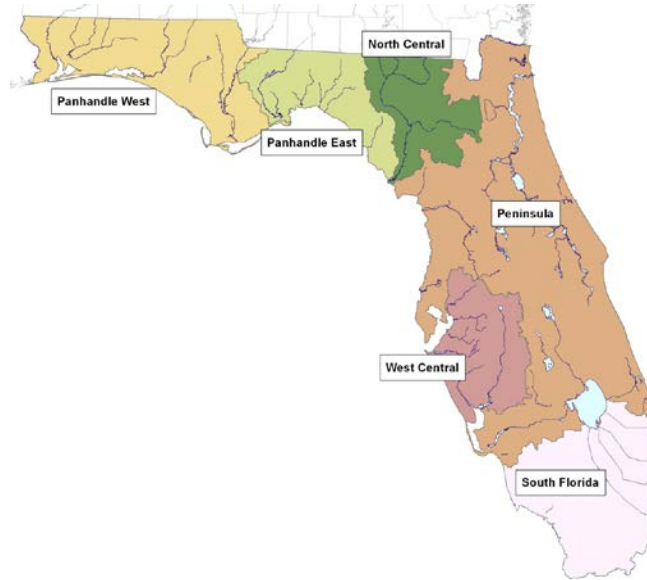 North Central
Panhandle West
Panhandle East
Peninsula
West Central
South Florida